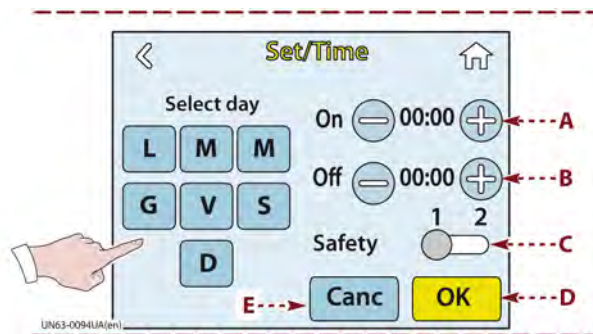 Set/Time
Select day
L M M
G V S
D
On 00:00 A
Off 00:00 B
1 2
Safety C
E Canc OK D
UN63-0094UA(en)